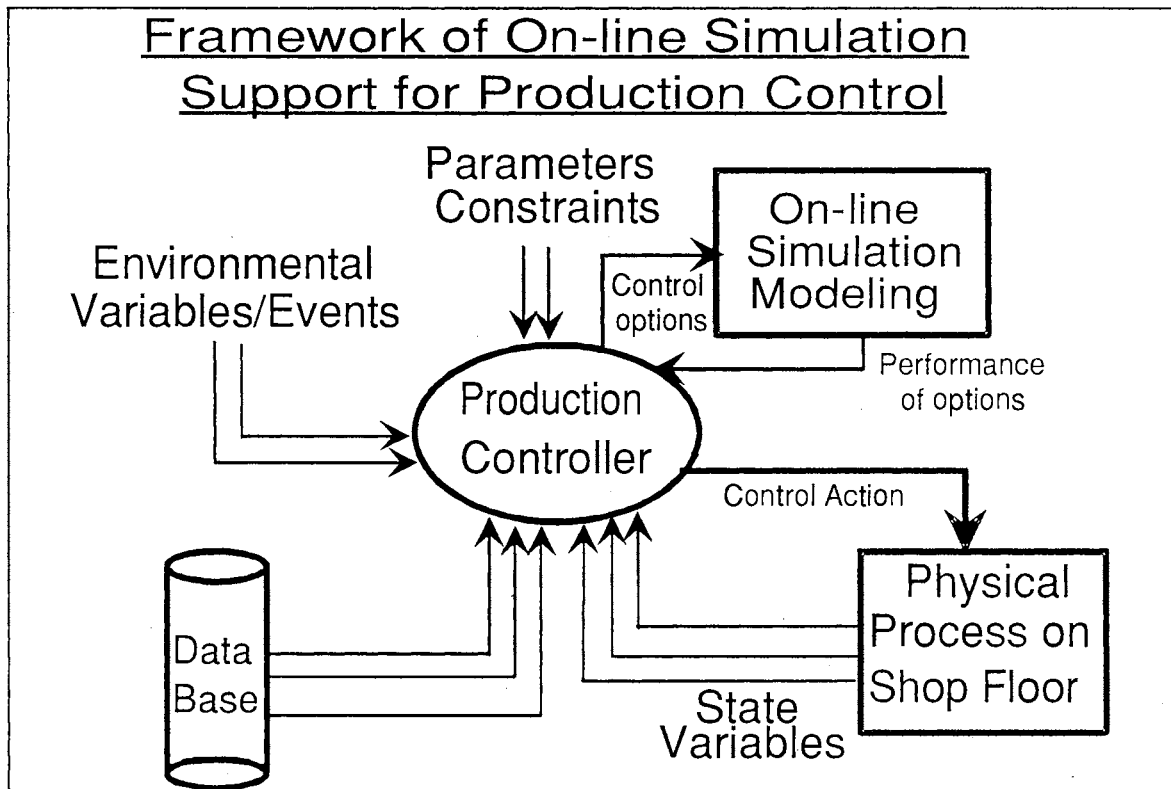 Framework of On-line Simulation
Support for Production Control
Parameters
Constraints
On-line
Simulation
Modeling
Environmental
Variables/Events
Control
options
Performance
of options
Production
Controller
Control Action
Physical
Process on
Shop Floor
Data
Base
State
Variables